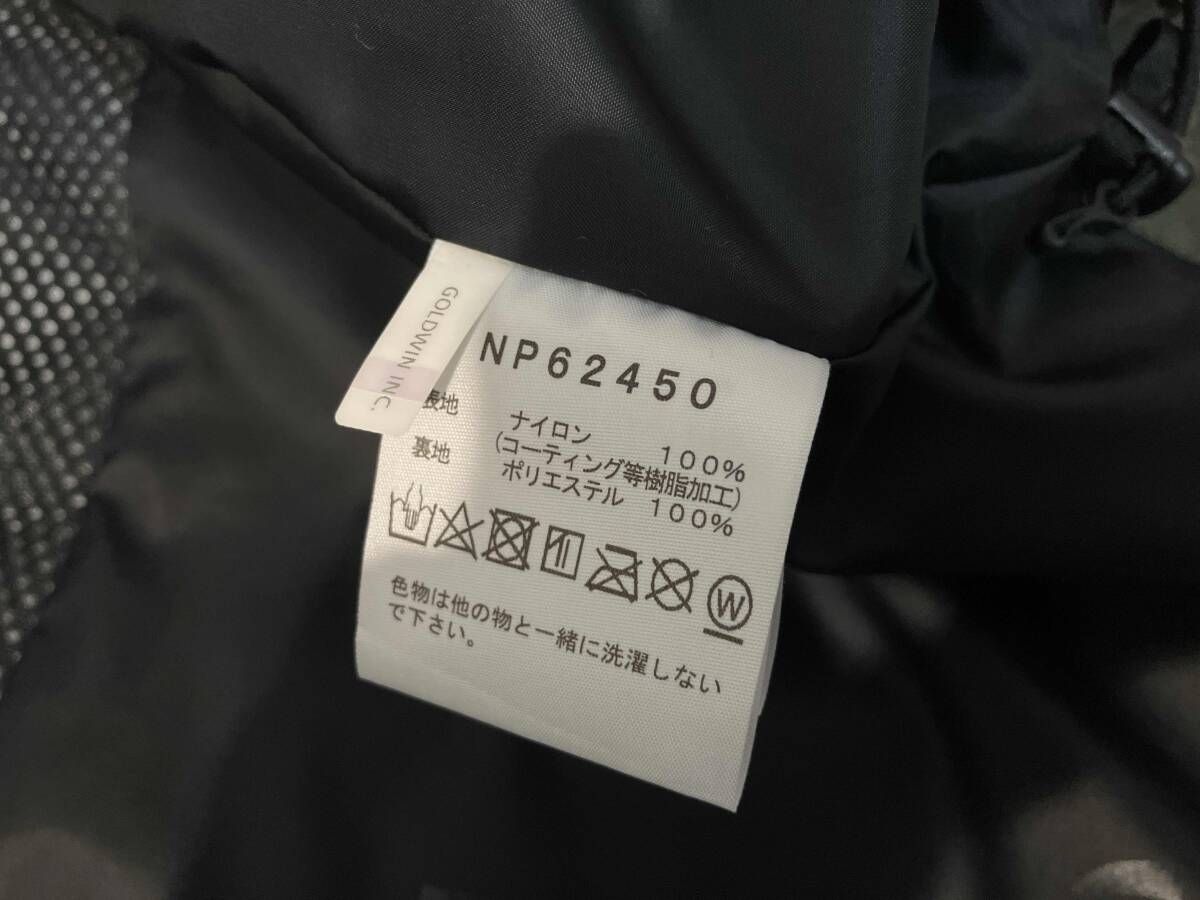 GOLDWIN INC.
NP62450
表地 ナイロン 100%
(コーティング等樹脂加工)
裏地 ポリエステル 100%
W
色物は他の物と一緒に洗濯しない
で下さい。